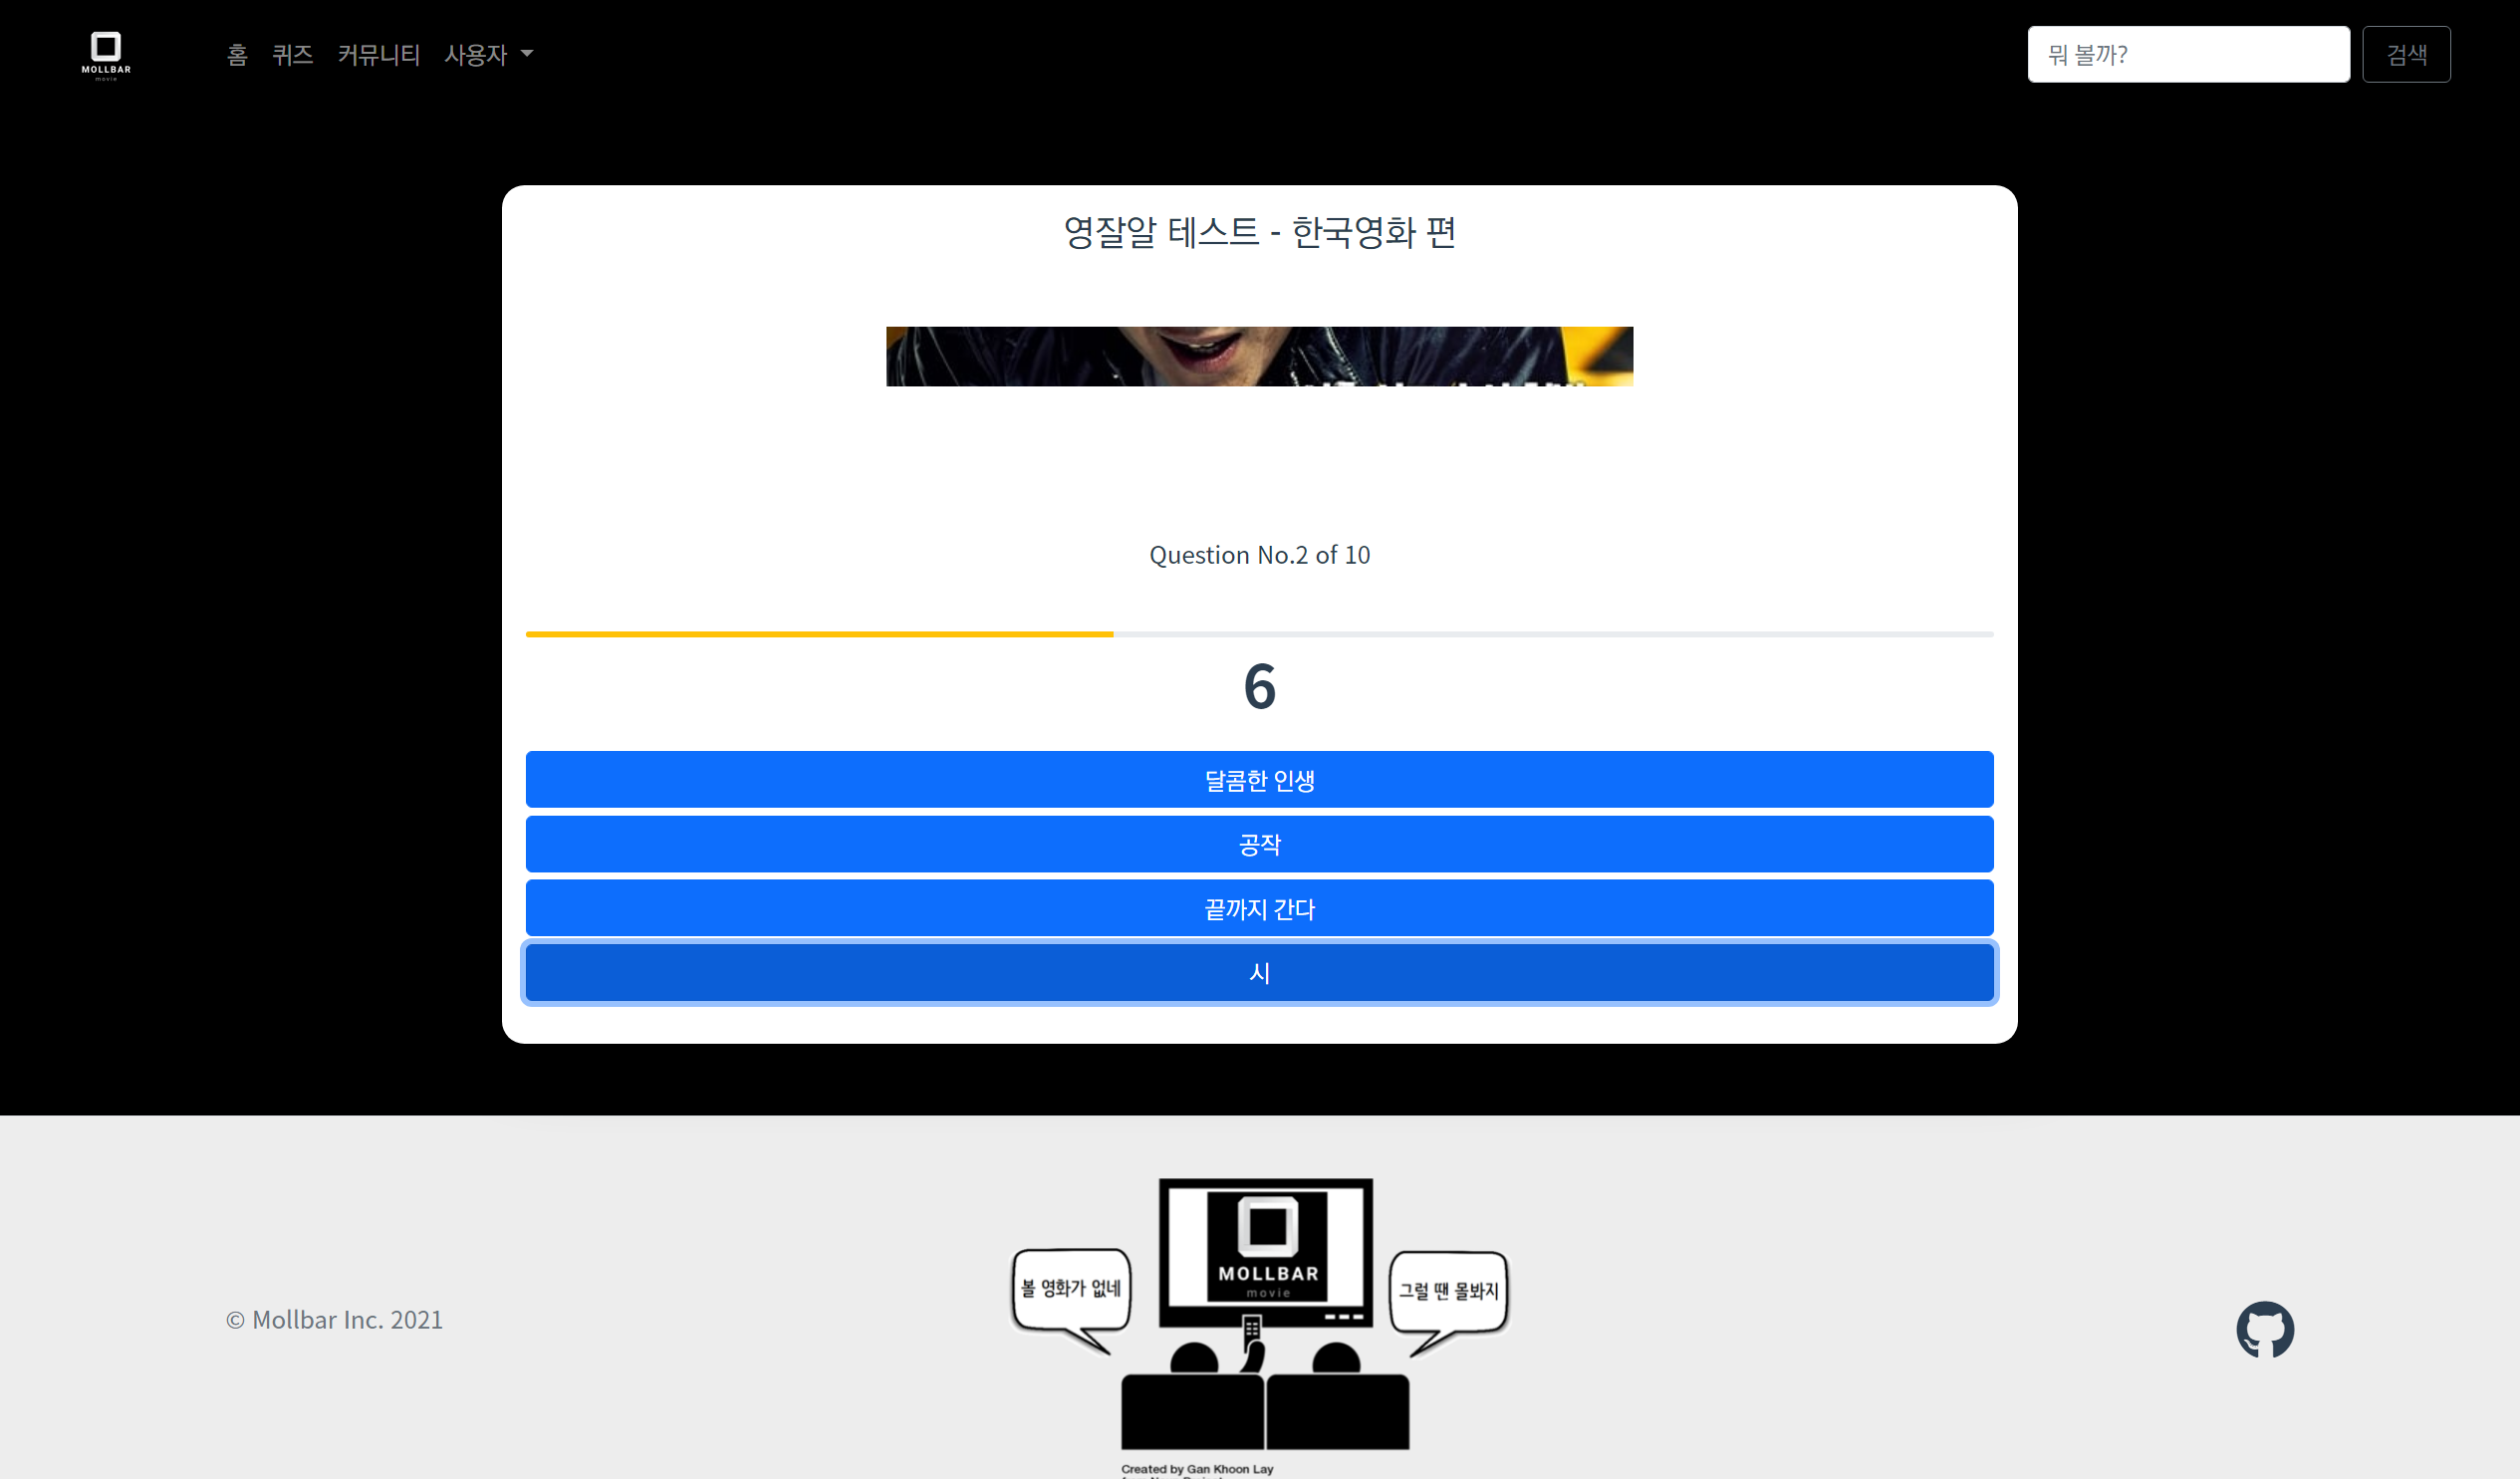 MOLLBAR
movie
홈 퀴즈 커뮤니티 사용자
뭐 볼까?
검색
영잘알 테스트 - 한국영화 편
Question No.2 of 10
6
달콤한 인생
공작
끝까지 간다
시
MOLLBAR
movie
볼 영화가 없네
그럴 땐 몰봐지
© Mollbar Inc. 2021
Created by Gan Khoon Lay